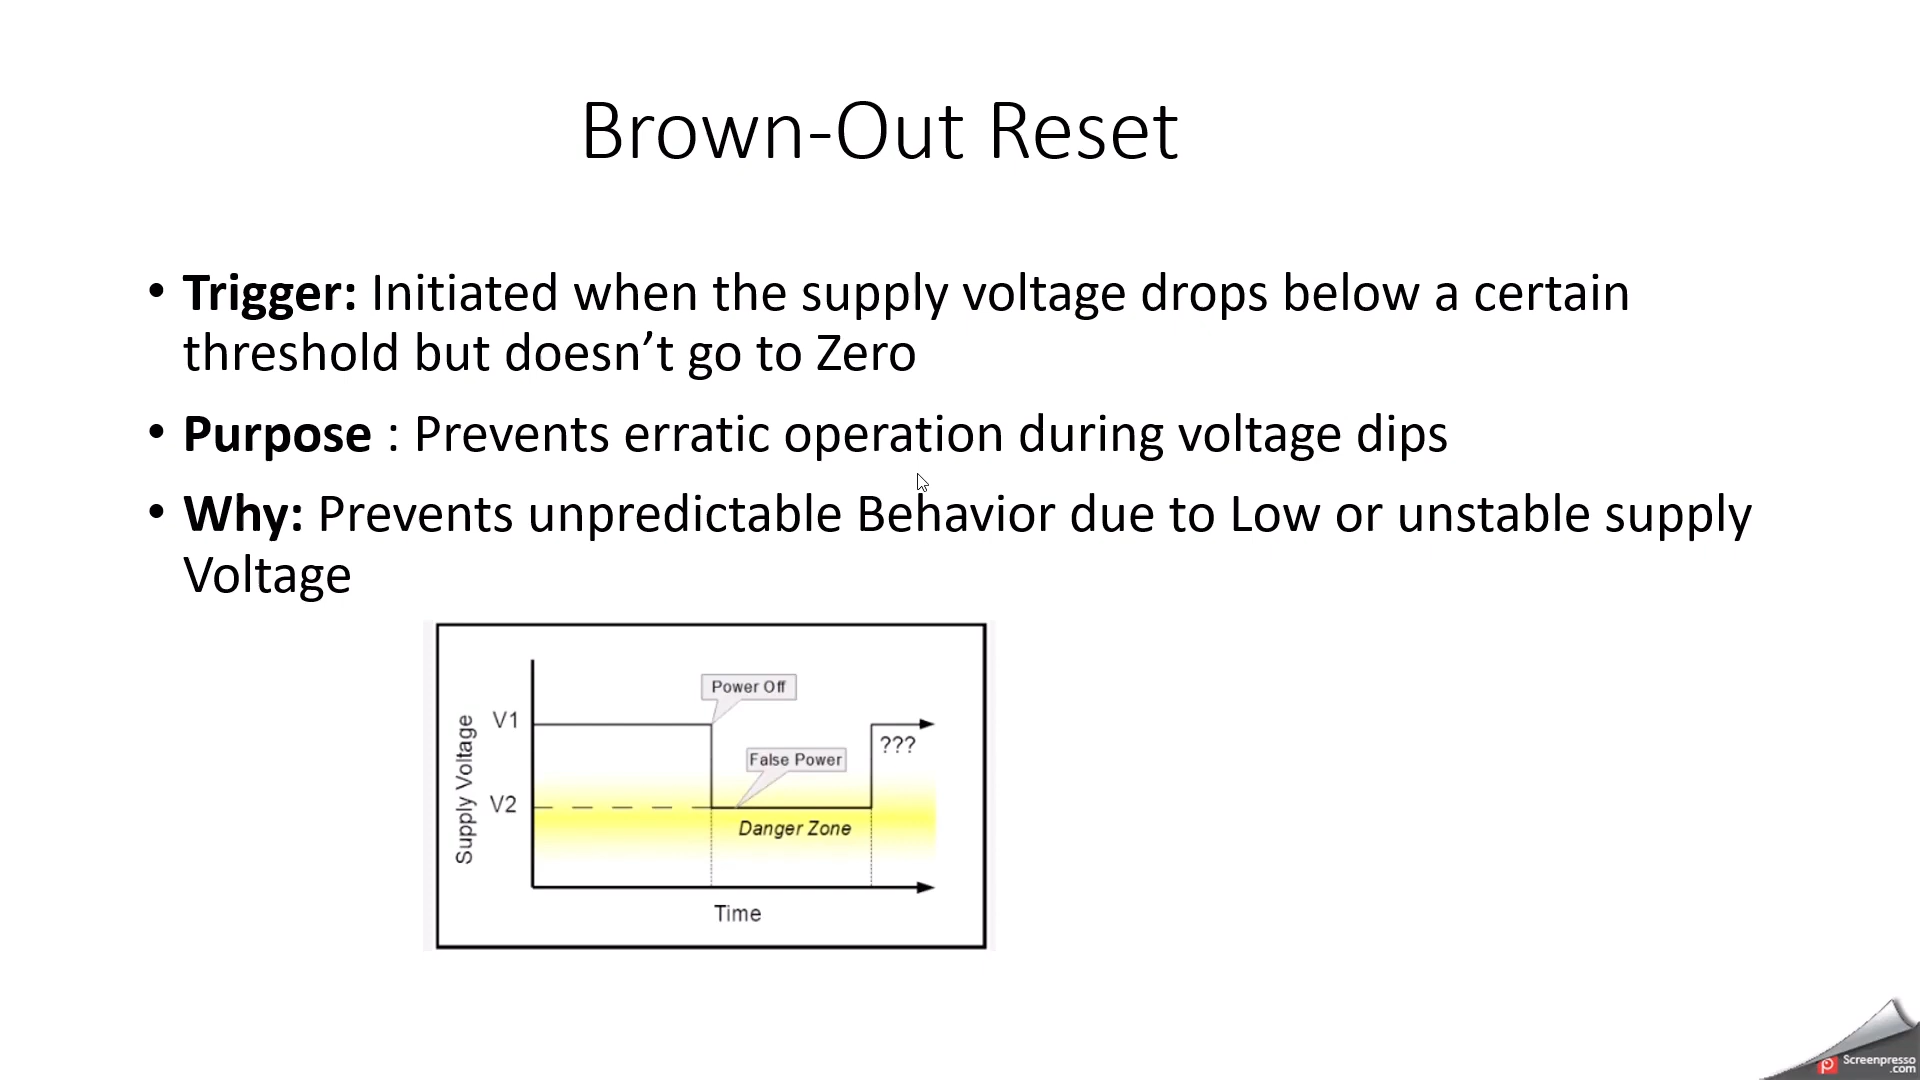 Brown-Out Reset
• Trigger: Initiated when the supply voltage drops below a certain
threshold but doesn’t go to Zero
• Purpose : Prevents erratic operation during voltage dips
• Why: Prevents unpredictable Behavior due to Low or unstable supply
Voltage
Supply Voltage
V1
Power Off
???
False Power
V2
Danger Zone
Time
Screenpresso
.com